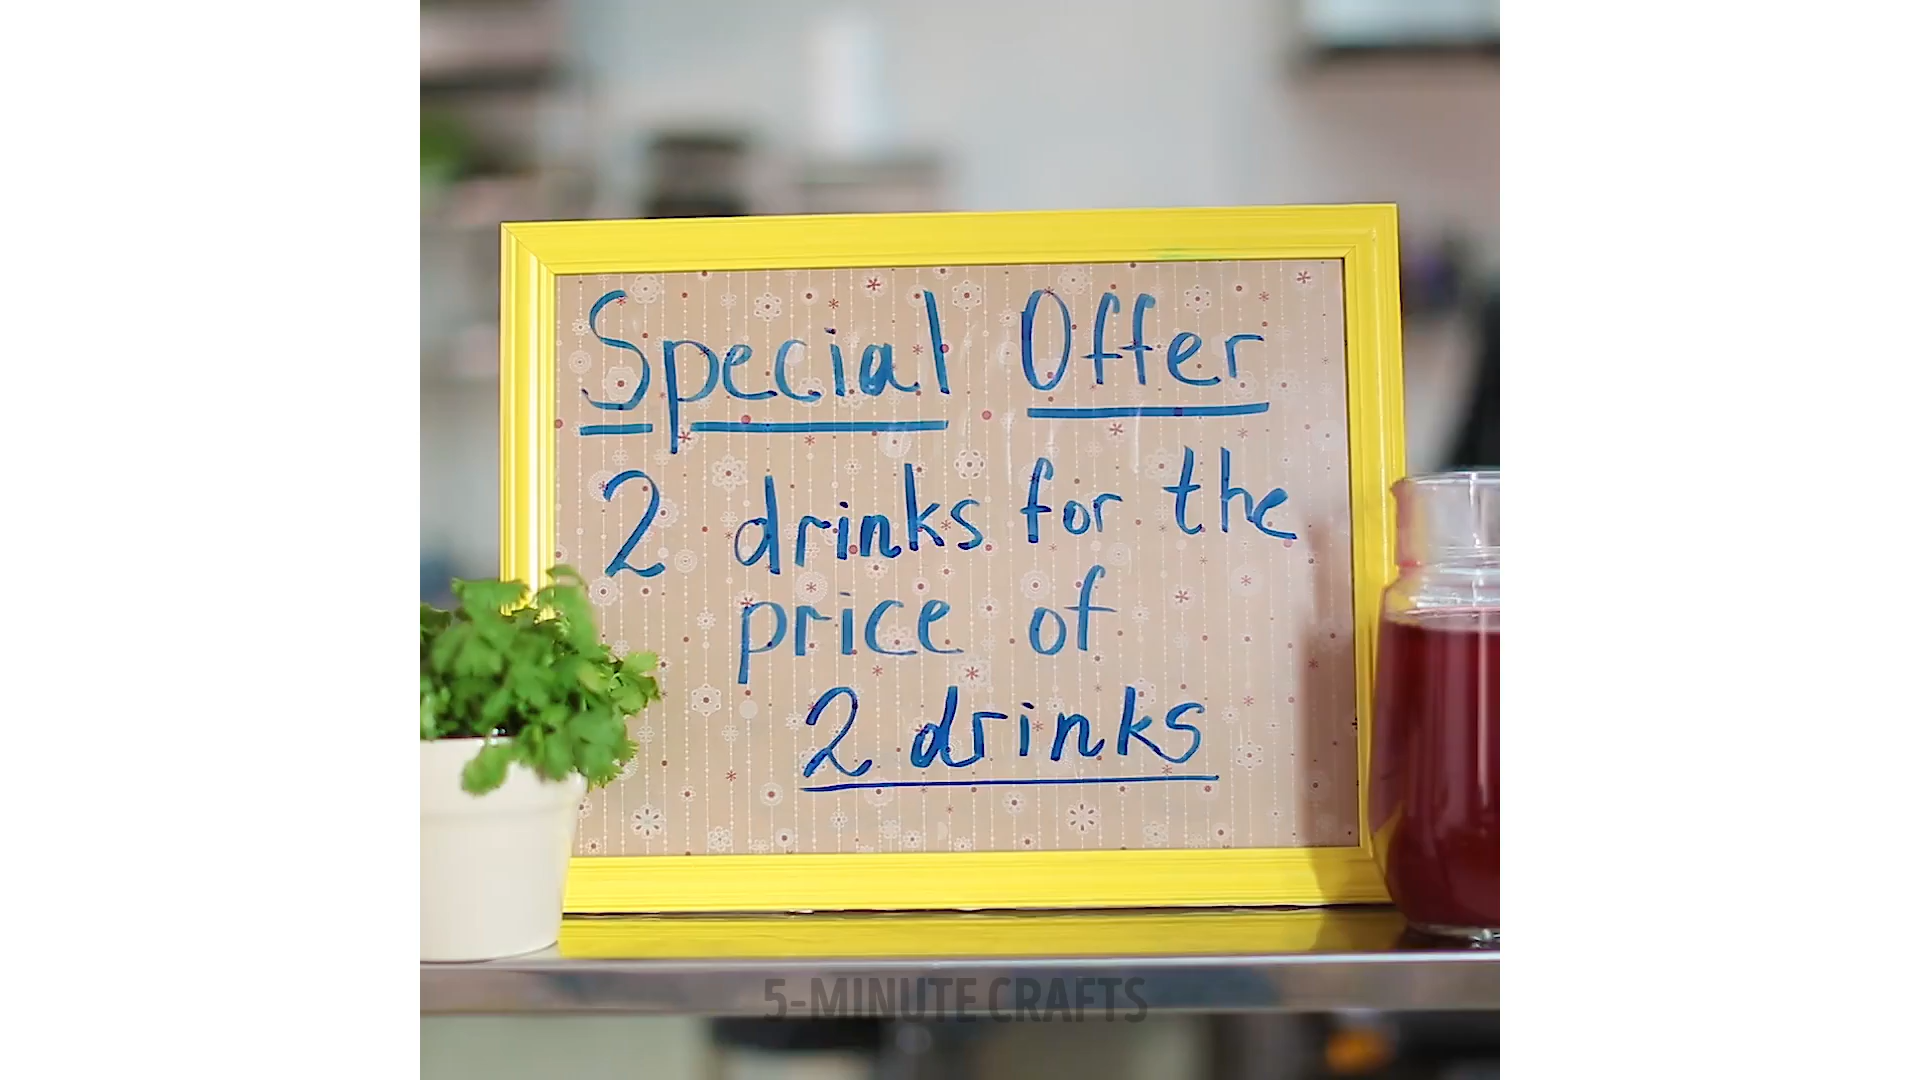 Special Offer
2 drinks for the
price of
2 drinks
5-MINUTE CRAFTS